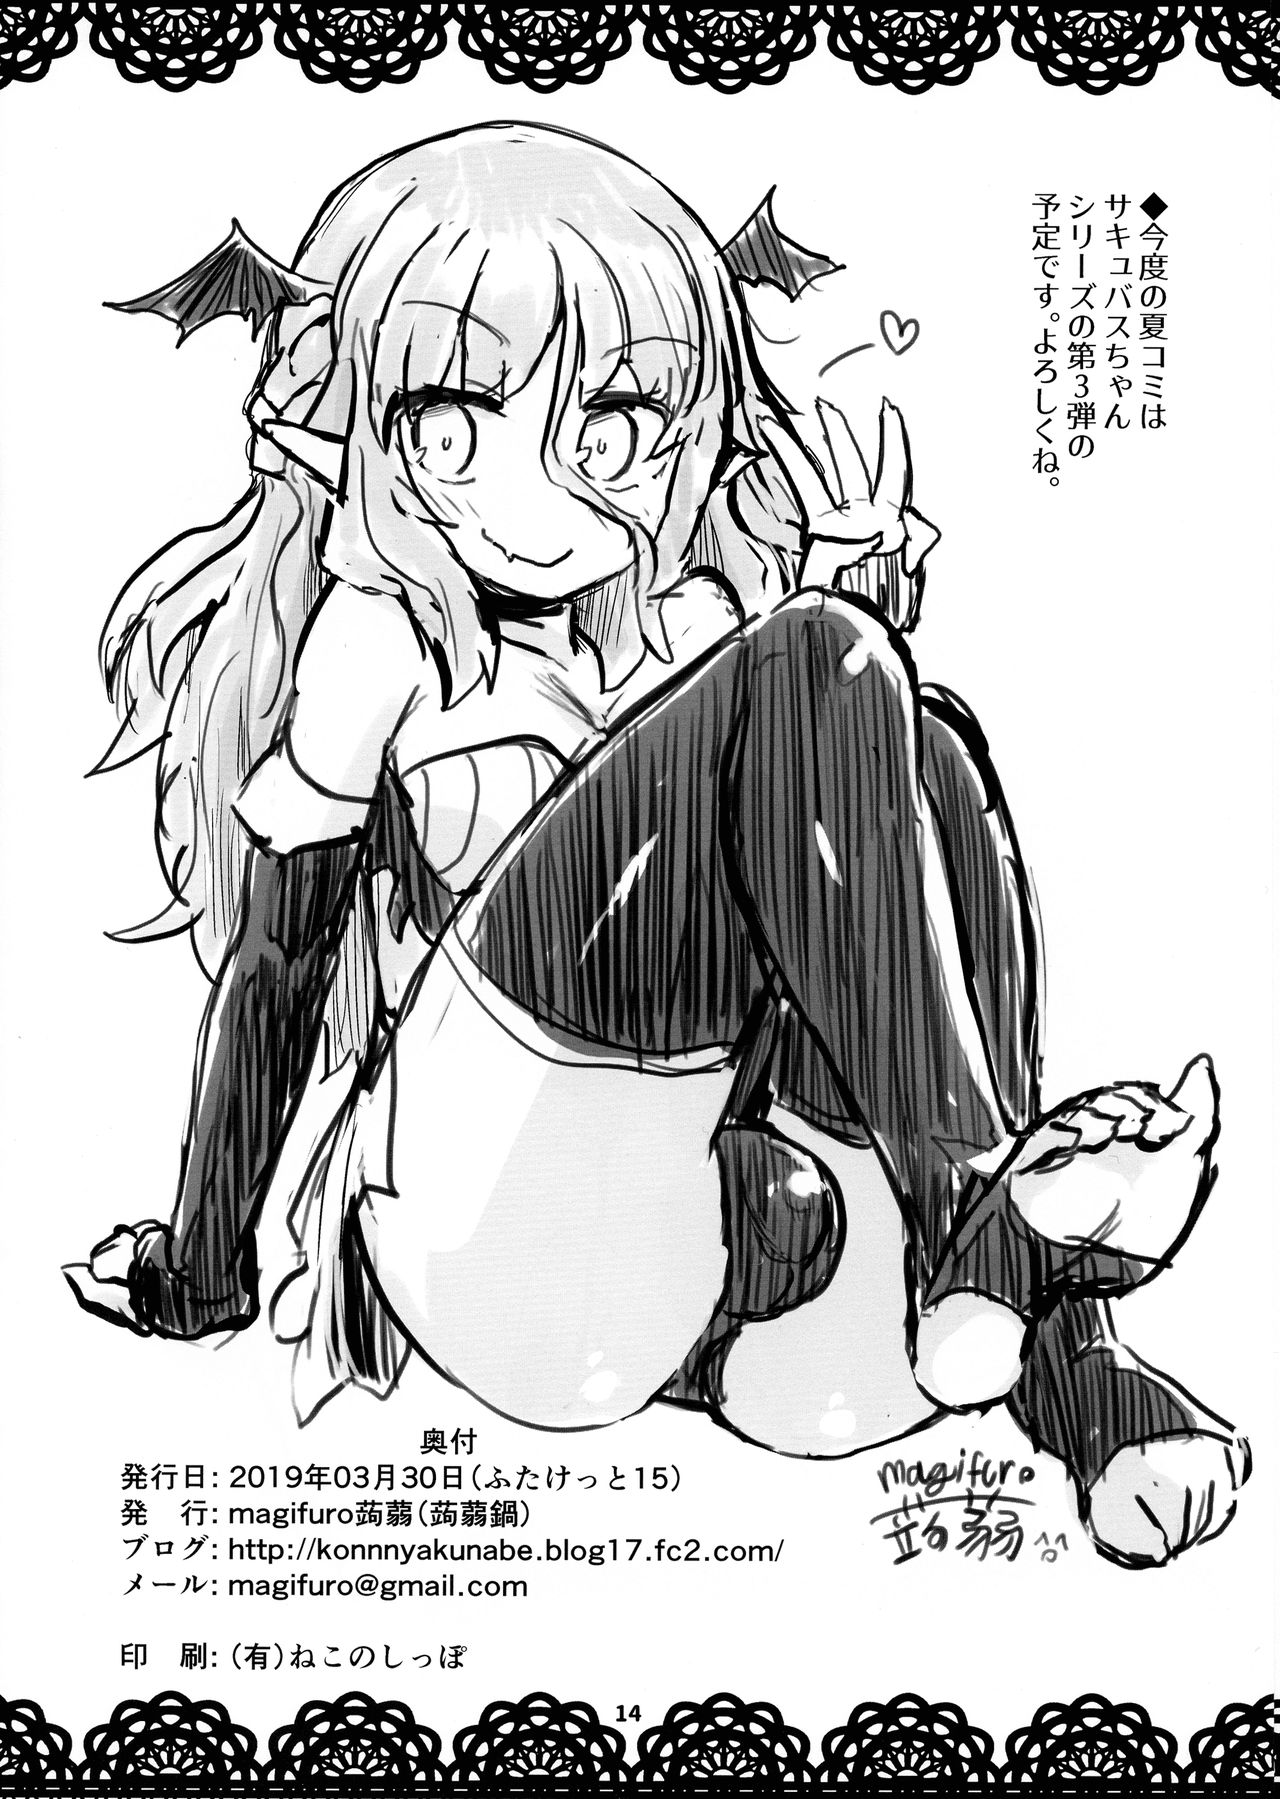 ◆今度の夏コミは
サキュバスちゃん
シリーズの第3弾の
予定です。よろしくね。
奥付
発行日: 2019年03月30日(ふたけっと15)
発　行: magifuro蒟蒻(蒟蒻鍋)
ブログ: http://konnnyakunabe.blog17.fc2.com/
メール: magifuro@gmail.com
印　刷: (有)ねこのしっぽ
magifuro
蒟蒻
14